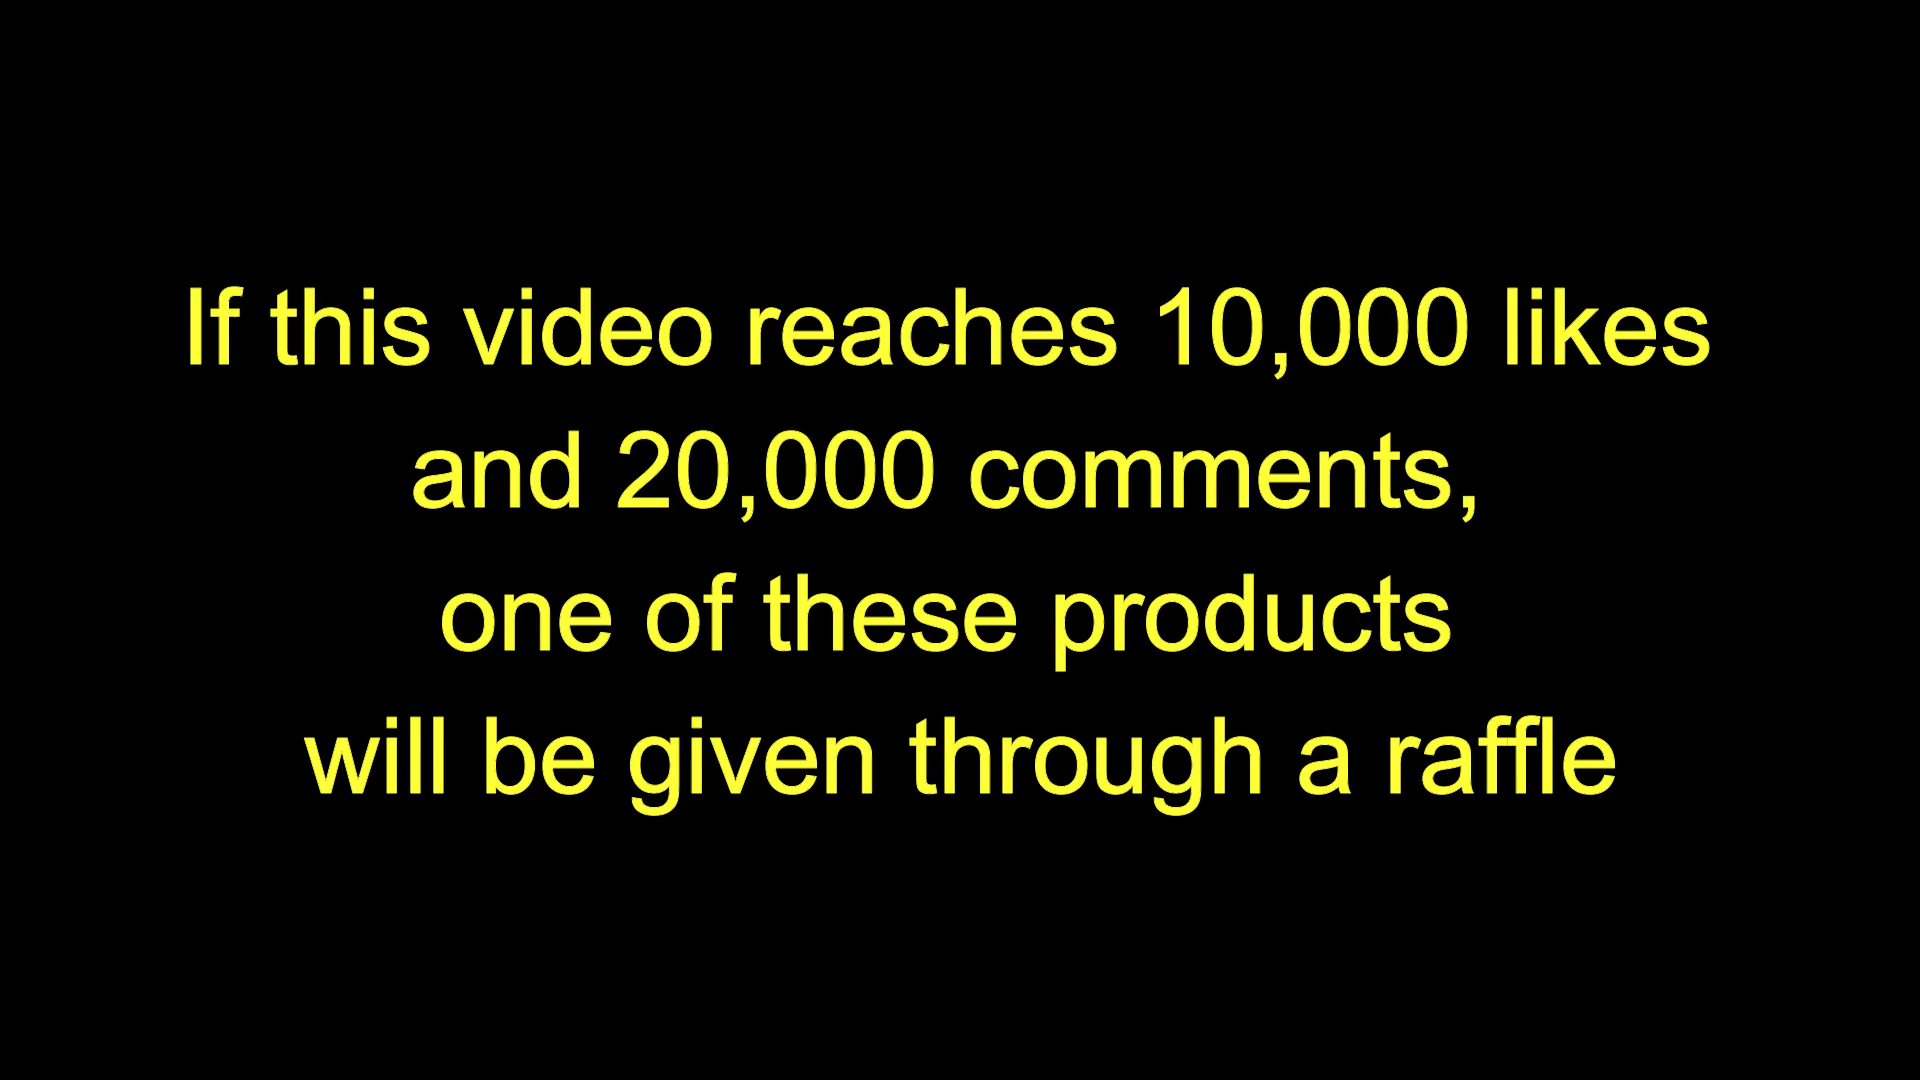 If this video reaches 10,000 likes
and 20,000 comments,
one of these products
will be given through a raffle